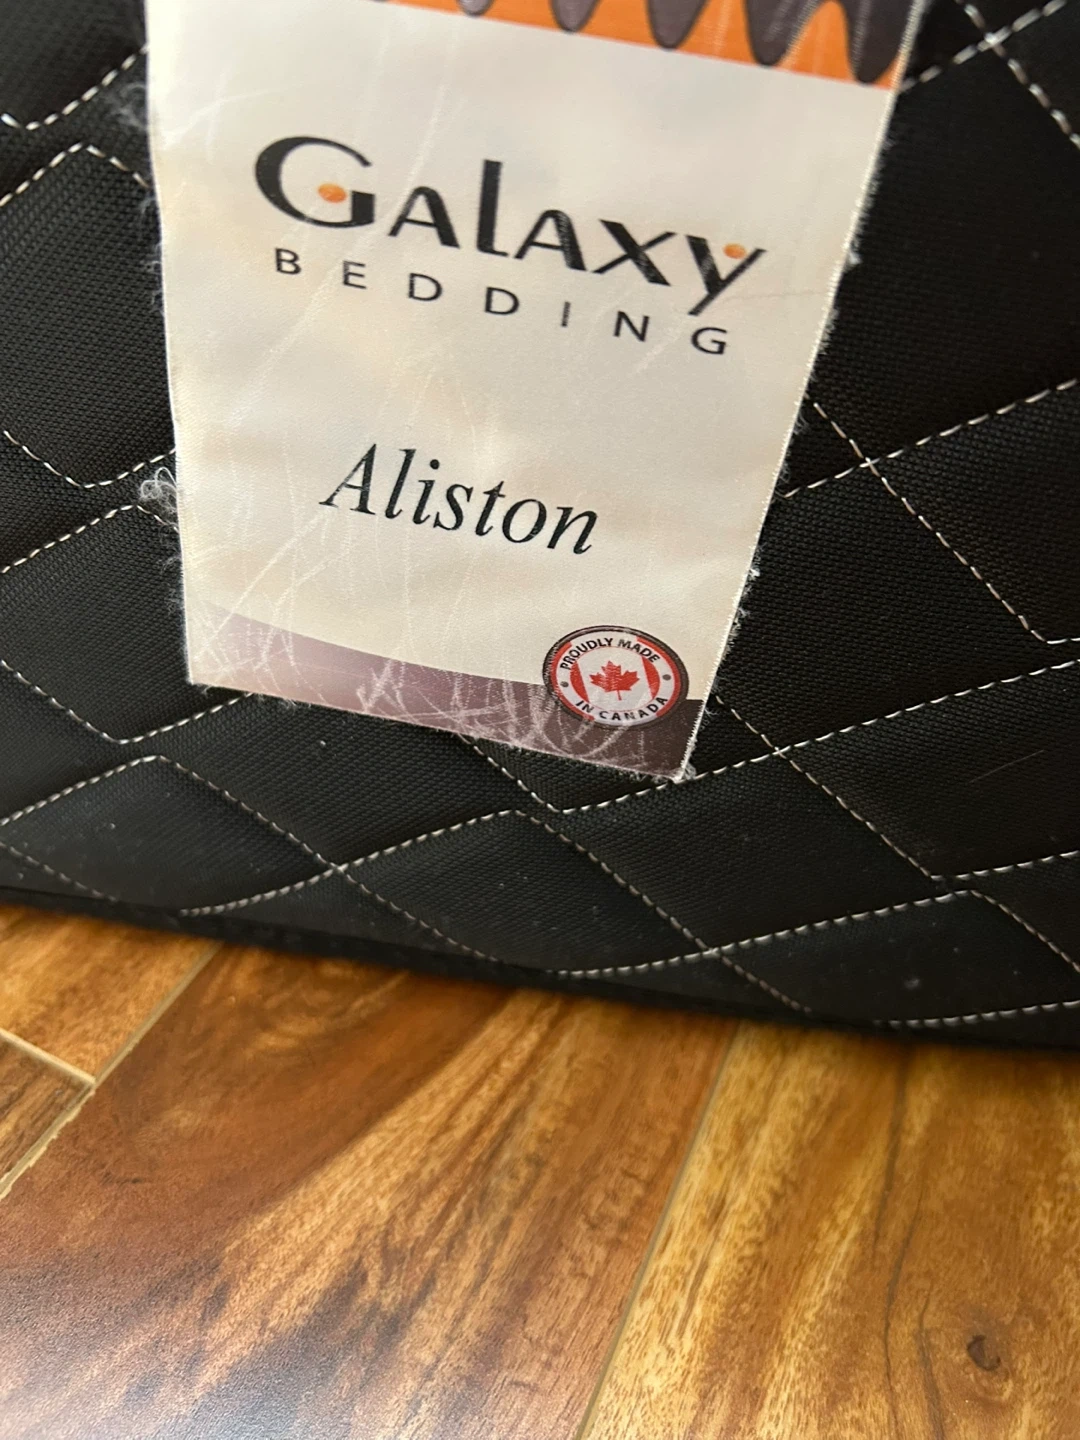 Galaxy
BEDDING
Aliston
PROUDLY MADE
IN CANADA